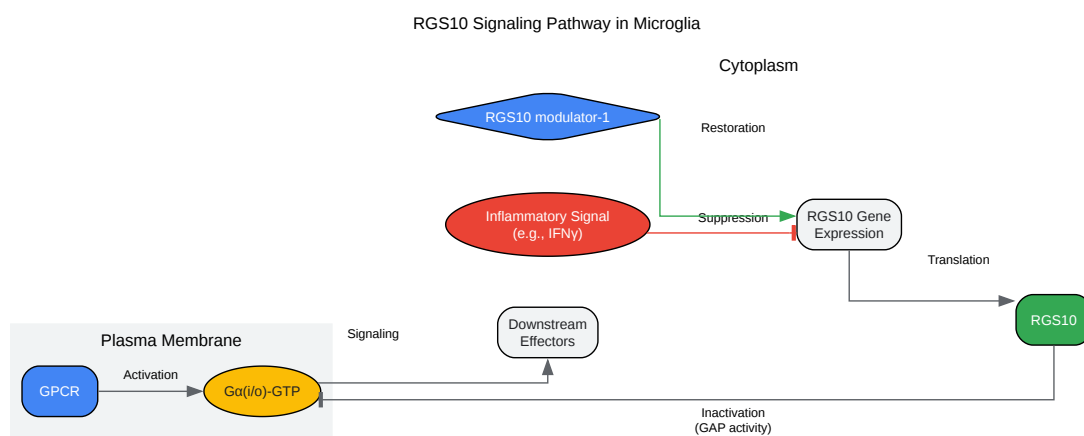 RGS10 Signaling Pathway in Microglia
Cytoplasm
RGS10 modulator-1
Restoration
Inflammatory Signal
(e.g., IFNγ)
Suppression
RGS10 Gene
Expression
Translation
RGS10
Plasma Membrane
Signaling
Downstream
Effectors
GPCR
Activation
Gα(i/o)-GTP
Inactivation
(GAP activity)